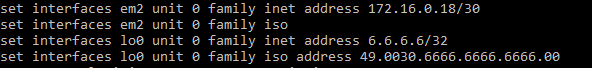 set interfaces em2 unit 0 family inet address 172.16.0.18/30
set interfaces em2 unit 0 family iso
set interfaces lo0 unit 0 family inet address 6.6.6.6/32
set interfaces lo0 unit 0 family iso address 49.0030.6666.6666.6666.00